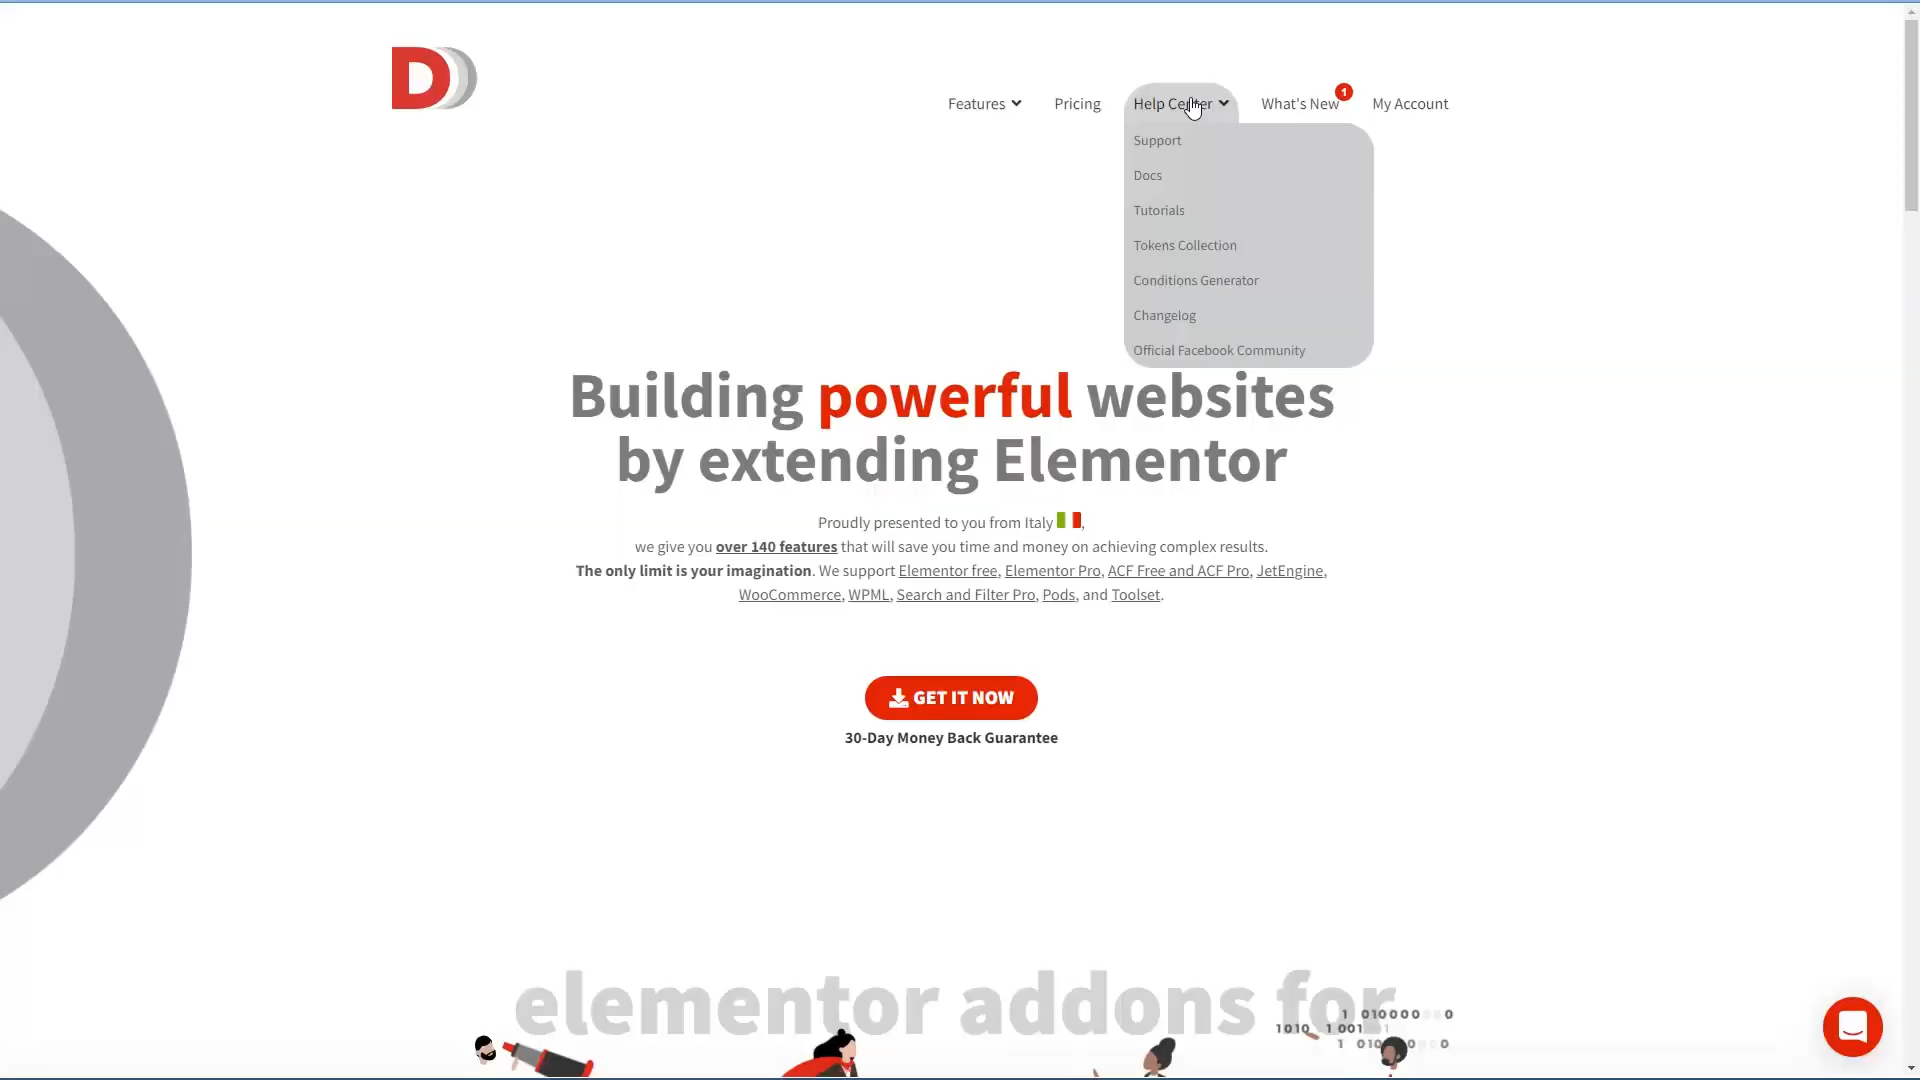 D
Features
Pricing
Help Center
What's New
1
My Account
Support
Docs
Tutorials
Tokens Collection
Conditions Generator
Changelog
Official Facebook Community
Building powerful websites
by extending Elementor
Proudly presented to you from Italy ,
we give you over 140 features that will save you time and money on achieving complex results.
The only limit is your imagination. We support Elementor free, Elementor Pro, ACF Free and ACF Pro, JetEngine,
WooCommerce, WPML, Search and Filter Pro, Pods, and Toolset.
GET IT NOW
30-Day Money Back Guarantee
elementor addons for